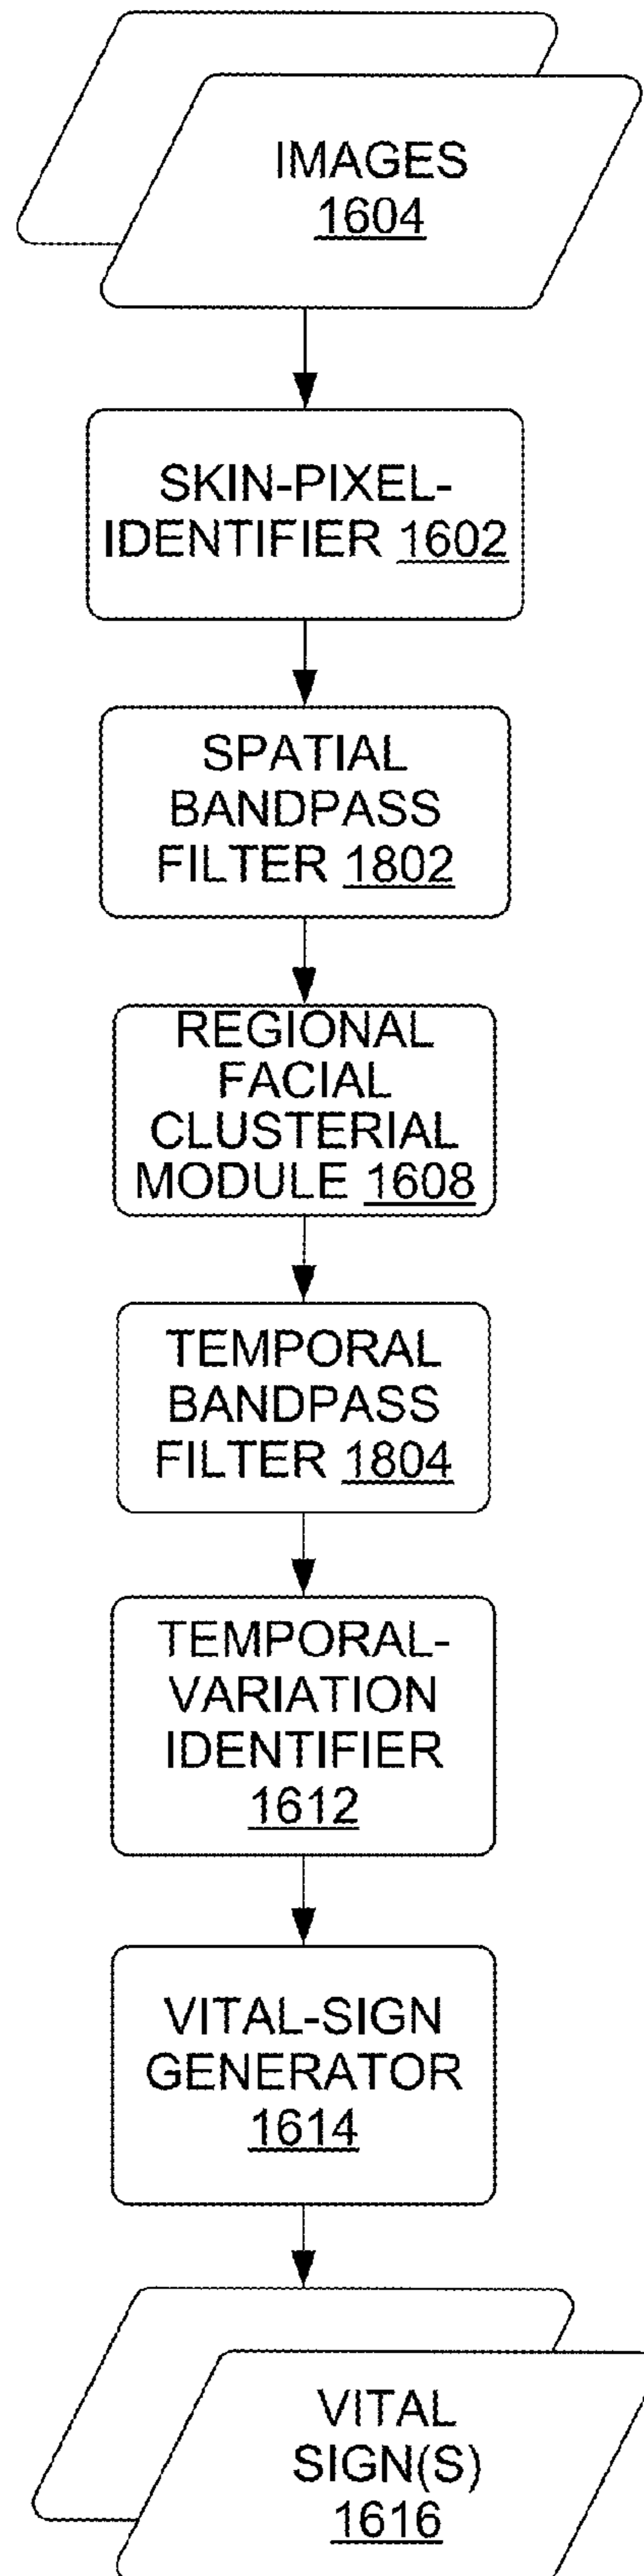 IMAGES
1604
SKIN-PIXEL-
IDENTIFIER 1602
SPATIAL
BANDPASS
FILTER 1802
REGIONAL
FACIAL
CLUSTERIAL
MODULE 1608
TEMPORAL
BANDPASS
FILTER 1804
TEMPORAL-
VARIATION
IDENTIFIER
1612
VITAL-SIGN
GENERATOR
1614
VITAL
SIGN(S)
1616